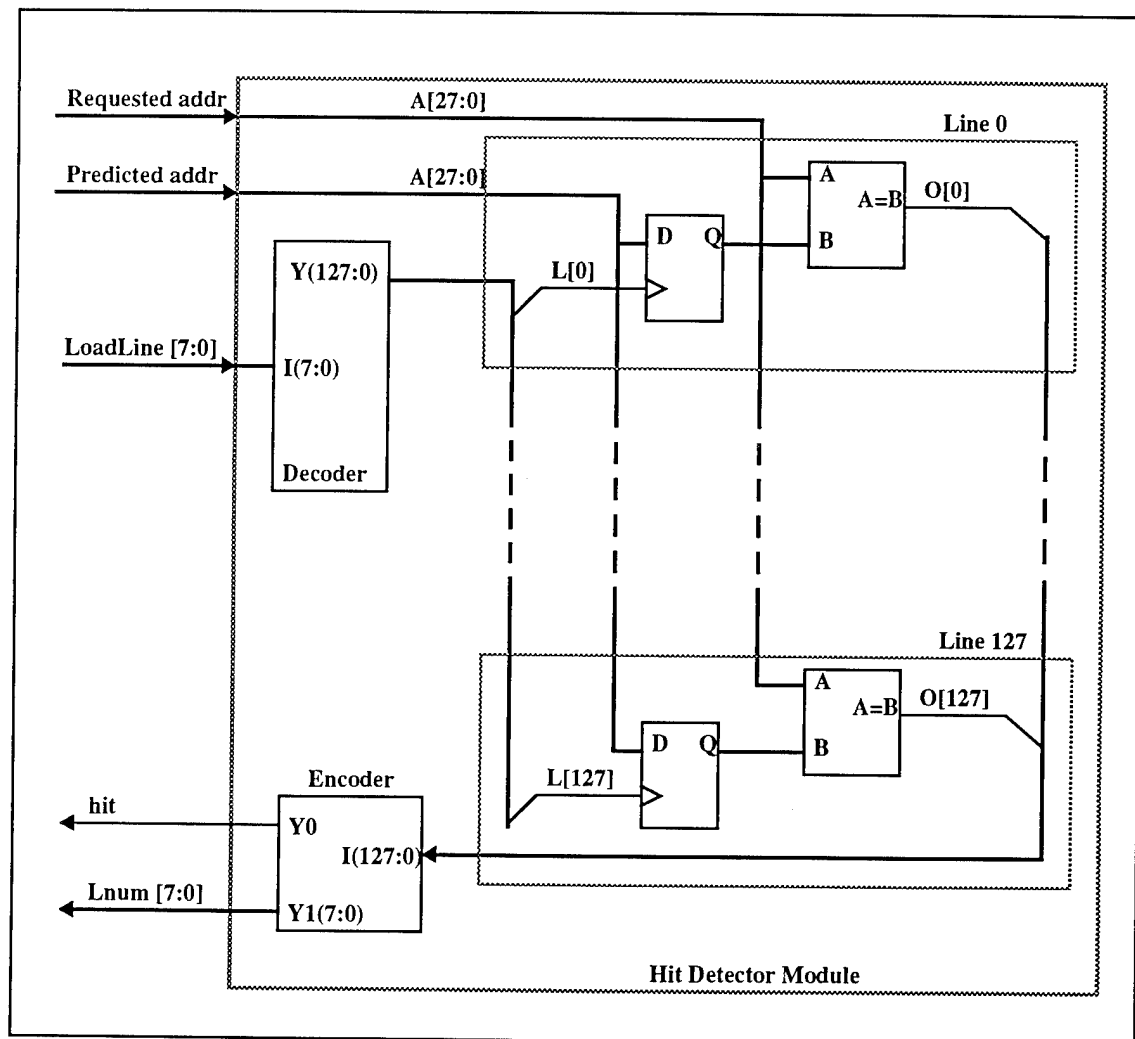 Requested addr
A[27:0]
Line 0
Predicted addr
A[27:0]
A
A=B
O[0]
B
D
Q
L[0]
Y(127:0)
LoadLine [7:0]
I(7:0)
Decoder
Line 127
A
A=B
O[127]
B
D
Q
L[127]
Encoder
hit
Y0
I(127:0)
Lnum [7:0]
Y1(7:0)
Hit Detector Module